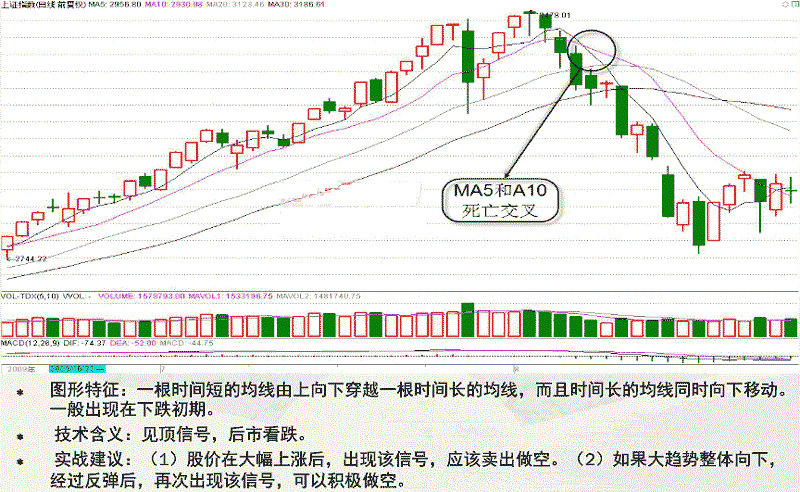 上证指数(日线 前复权) MA5: 2956.80 MA10: 2930.88 MA20: 3123.46 MA30: 3186.61
3478.01
MA5和A10
死亡交叉
2744.22
VOL-TDX(5,10) VVOL: - VOLUME: 1578793.00 MAVOL1: 1533196.75 MAVOL2: 1481740.75
MACD(12,26,9) DIF: -74.37 DEA: -52.00 MACD: -44.75
2009年 7 8
* 图形特征：一根时间短的均线由上向下穿越一根时间长的均线，而且时间长的均线同时向下移动。
一般出现在下跌初期。
* 技术含义：见顶信号，后市看跌。
* 实战建议：（1）股价在大幅上涨后，出现该信号，应该卖出做空。（2）如果大趋势整体向下，
经过反弹后，再次出现该信号，可以积极做空。